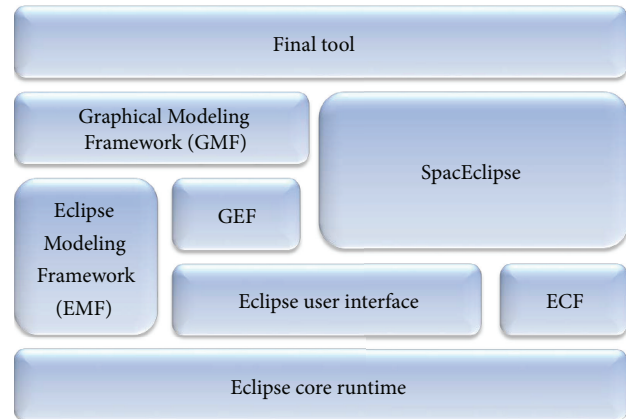 Final tool
Graphical Modeling
Framework (GMF)
SpacEclipse
Eclipse
Modeling
Framework
(EMF)
GEF
Eclipse user interface
ECF
Eclipse core runtime